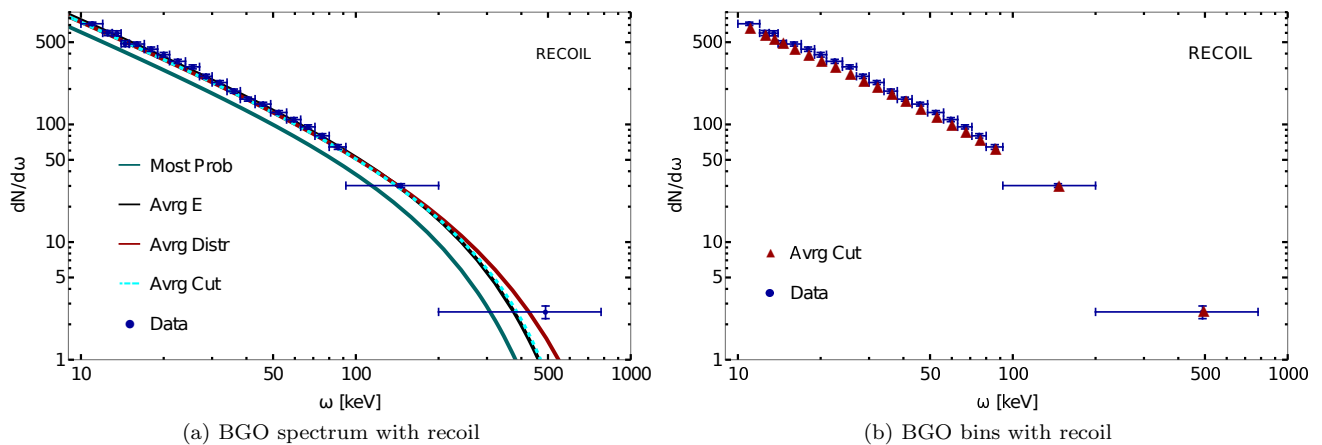 500
100
50
10
5
1
dN/dω
RECOIL
Most Prob
Avrg E
Avrg Distr
Avrg Cut
Data
10
50
100
500
1000
ω [keV]
(a) BGO spectrum with recoil
500
100
50
10
5
1
dN/dω
RECOIL
Avrg Cut
Data
10
50
100
500
1000
ω [keV]
(b) BGO bins with recoil